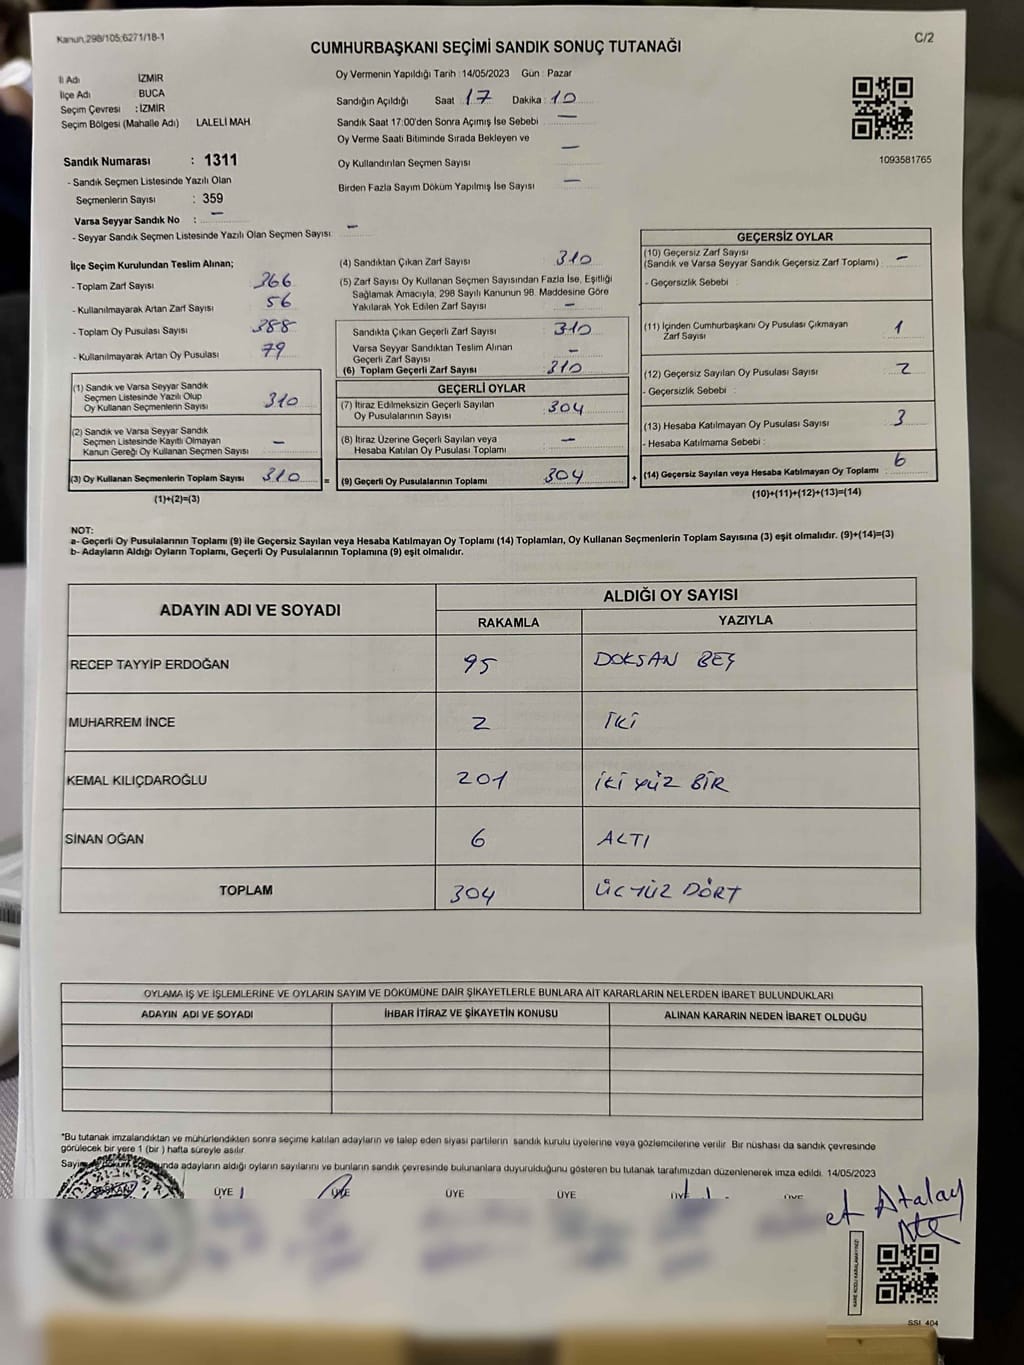 Kanun,298/105;6271/18-1
C/2
CUMHURBAŞKANI SEÇİMİ SANDIK SONUÇ TUTANAĞI
İl Adı İZMİR
İlçe Adı : BUCA
Seçim Çevresi : İZMİR
Seçim Bölgesi (Mahalle Adı) LALELİ MAH.
Sandık Numarası : 1311
- Sandık Seçmen Listesinde Yazılı Olan
Seçmenlerin Sayısı : 359
Varsa Seyyar Sandık No : —
- Seyyar Sandık Seçmen Listesinde Yazılı Olan Seçmen Sayısı: —
Oy Vermenin Yapıldığı Tarih : 14/05/2023 Gün : Pazar
Sandığın Açıldığı Saat : 17 Dakika : 10
Sandık Saat 17:00'den Sonra Açımış İse Sebebi : —
Oy Verme Saati Bitiminde Sırada Bekleyen ve
Oy Kullandırılan Seçmen Sayısı —
Birden Fazla Sayım Döküm Yapılmış İse Sayısı : —
1093581765
İlçe Seçim Kurulundan Teslim Alınan;
- Toplam Zarf Sayısı : 366
- Kullanılmayarak Artan Zarf Sayısı : 56
- Toplam Oy Pusulası Sayısı : 388
- Kullanılmayarak Artan Oy Pusulası : 79
(1) Sandık ve Varsa Seyyar Sandık
Seçmen Listesinde Yazılı Olup
Oy Kullanan Seçmenlerin Sayısı : 310
(2) Sandık ve Varsa Seyyar Sandık
Seçmen Listesinde Kayıtlı Olmayan
Kanun Gereği Oy Kullanan Seçmen Sayısı : —
(3) Oy Kullanan Seçmenlerin Toplam Sayısı : 310
(1)+(2)=(3)
(4) Sandıktan Çıkan Zarf Sayısı : 310
(5) Zarf Sayısı Oy Kullanan Seçmen Sayısından Fazla İse, Eşitliği
Sağlamak Amacıyla, 298 Sayılı Kanunun 98. Maddesine Göre
Yakılarak Yok Edilen Zarf Sayısı : —
Sandıkta Çıkan Geçerli Zarf Sayısı : 310
Varsa Seyyar Sandıktan Teslim Alınan
Geçerli Zarf Sayısı : —
(6) Toplam Geçerli Zarf Sayısı : 310
GEÇERLİ OYLAR
(7) İtiraz Edilmeksizin Geçerli Sayılan
Oy Pusulalarının Sayısı : 304
(8) İtiraz Üzerine Geçerli Sayılan veya
Hesaba Katılan Oy Pusulası Toplamı : —
=
(9) Geçerli Oy Pusulalarının Toplamı : 304
+
GEÇERSİZ OYLAR
(10) Geçersiz Zarf Sayısı
(Sandık ve Varsa Seyyar Sandık Geçersiz Zarf Toplamı) : —
- Geçersizlik Sebebi :
(11) İçinden Cumhurbaşkanı Oy Pusulası Çıkmayan
Zarf Sayısı : 1
(12) Geçersiz Sayılan Oy Pusulası Sayısı : 2
- Geçersizlik Sebebi :
(13) Hesaba Katılmayan Oy Pusulası Sayısı : 3
- Hesaba Katılmama Sebebi :
(14) Geçersiz Sayılan veya Hesaba Katılmayan Oy Toplamı : 6
(10)+(11)+(12)+(13)=(14)
NOT:
a- Geçerli Oy Pusulalarının Toplamı (9) ile Geçersiz Sayılan veya Hesaba Katılmayan Oy Toplamı (14) Toplamları, Oy Kullanan Seçmenlerin Toplam Sayısına (3) eşit olmalıdır. (9)+(14)=(3)
b- Adayların Aldığı Oyların Toplamı, Geçerli Oy Pusulalarının Toplamına (9) eşit olmalıdır.
ADAYIN ADI VE SOYADI
ALDIĞI OY SAYISI
RAKAMLA YAZIYLA
RECEP TAYYİP ERDOĞAN 95 DOKSAN BEŞ
MUHARREM İNCE 2 İKİ
KEMAL KILIÇDAROĞLU 201 İKİ YÜZ BİR
SİNAN OĞAN 6 ALTI
TOPLAM 304 ÜÇYÜZ DÖRT
OYLAMA İŞ VE İŞLEMLERİNE VE OYLARIN SAYIM VE DÖKÜMÜNE DAİR ŞİKAYETLERLE BUNLARA AİT KARARLARIN NELERDEN İBARET BULUNDUKLARI
ADAYIN ADI VE SOYADI İHBAR İTİRAZ VE ŞİKAYETİN KONUSU ALINAN KARARIN NEDEN İBARET OLDUĞU
*Bu tutanak imzalandıktan ve mühürlendikten sonra seçime katılan adayların ve talep eden siyasi partilerin sandık kurulu üyelerine veya gözlemcilerine verilir. Bir nüshası da sandık çevresinde
görülecek bir yere 1 (bir) hafta süreyle asılır.
adayların aldığı oyların sayılarını ve bunların sandık çevresinde bulunanlara duyurulduğunu gösteren bu tutanak tarafımızdan düzenlenerek imza edildi. 14/05/2023
BAŞKAN ÜYE ÜYE ÜYE ÜYE ÜYE ÜYE
Atalay
KARE KODU KARALAMAYINIZ!
SSİ 404